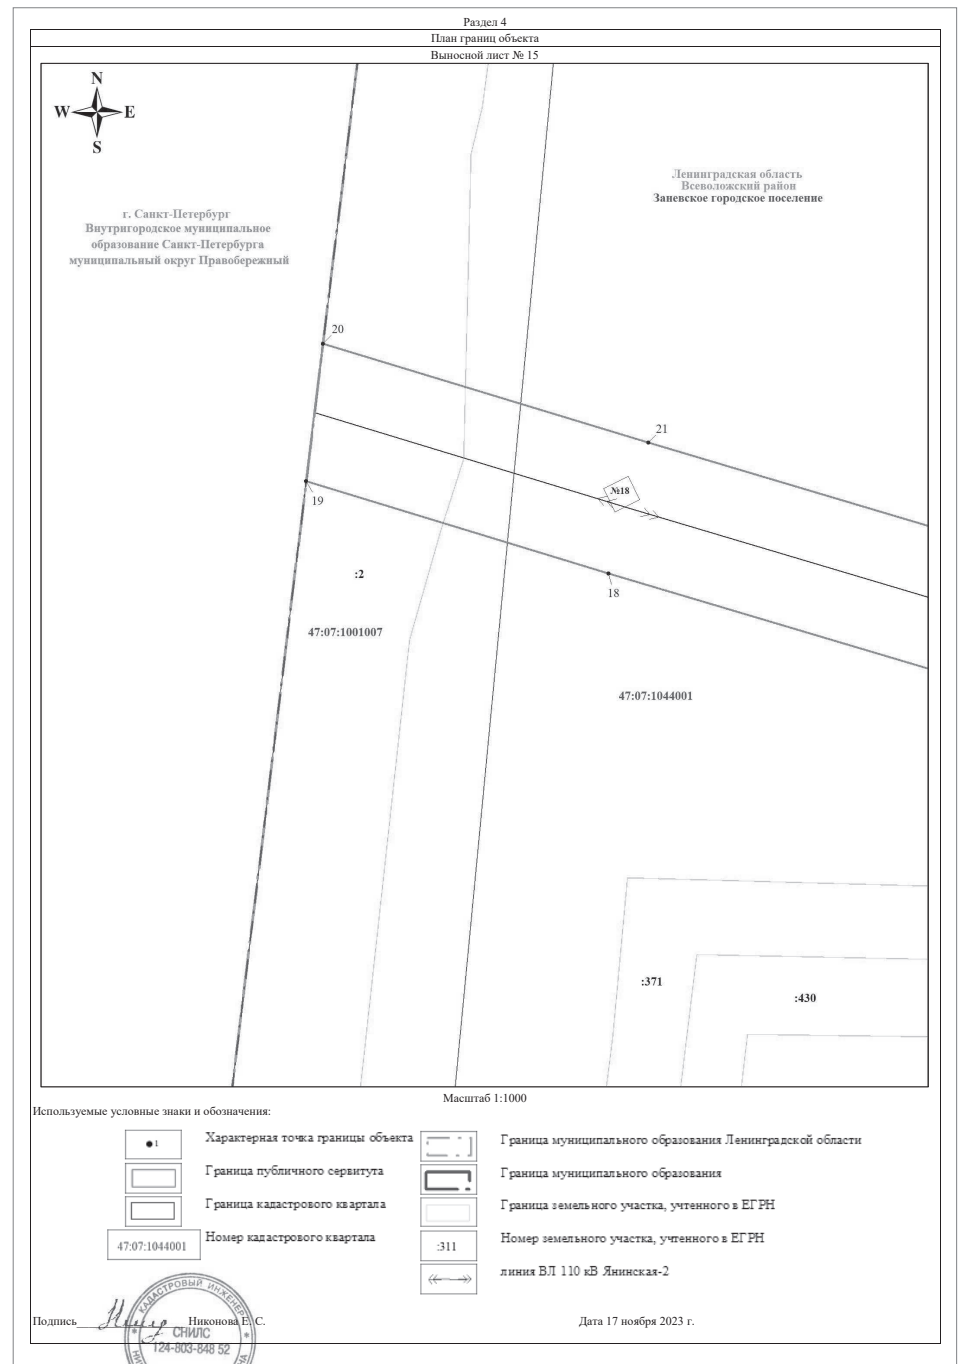 Раздел 4
План границ объекта
Выносной лист № 15
N
W E
S
Ленинградская область
Всеволожский район
Заневское городское поселение
г. Санкт-Петербург
Внутригородское муниципальное
образование Санкт-Петербурга
муниципальный округ Правобережный
20
21
№18
19
:2
18
47:07:1001007
47:07:1044001
:371
:430
Масштаб 1:1000
Используемые условные знаки и обозначения:
1 Характерная точка границы объекта
Граница публичного сервитута
Граница кадастрового квартала
47:07:1044001 Номер кадастрового квартала
Граница муниципального образования Ленинградской области
Граница муниципального образования
Граница земельного участка, учтенного в ЕГРН
:311 Номер земельного участка, учтенного в ЕГРН
линия ВЛ 110 кВ Янинская-2
Подпись Никонова Е. С. Дата 17 ноября 2023 г.
КАДАСТРОВЫЙ ИНЖЕНЕР
СНИЛС
124-803-848 52